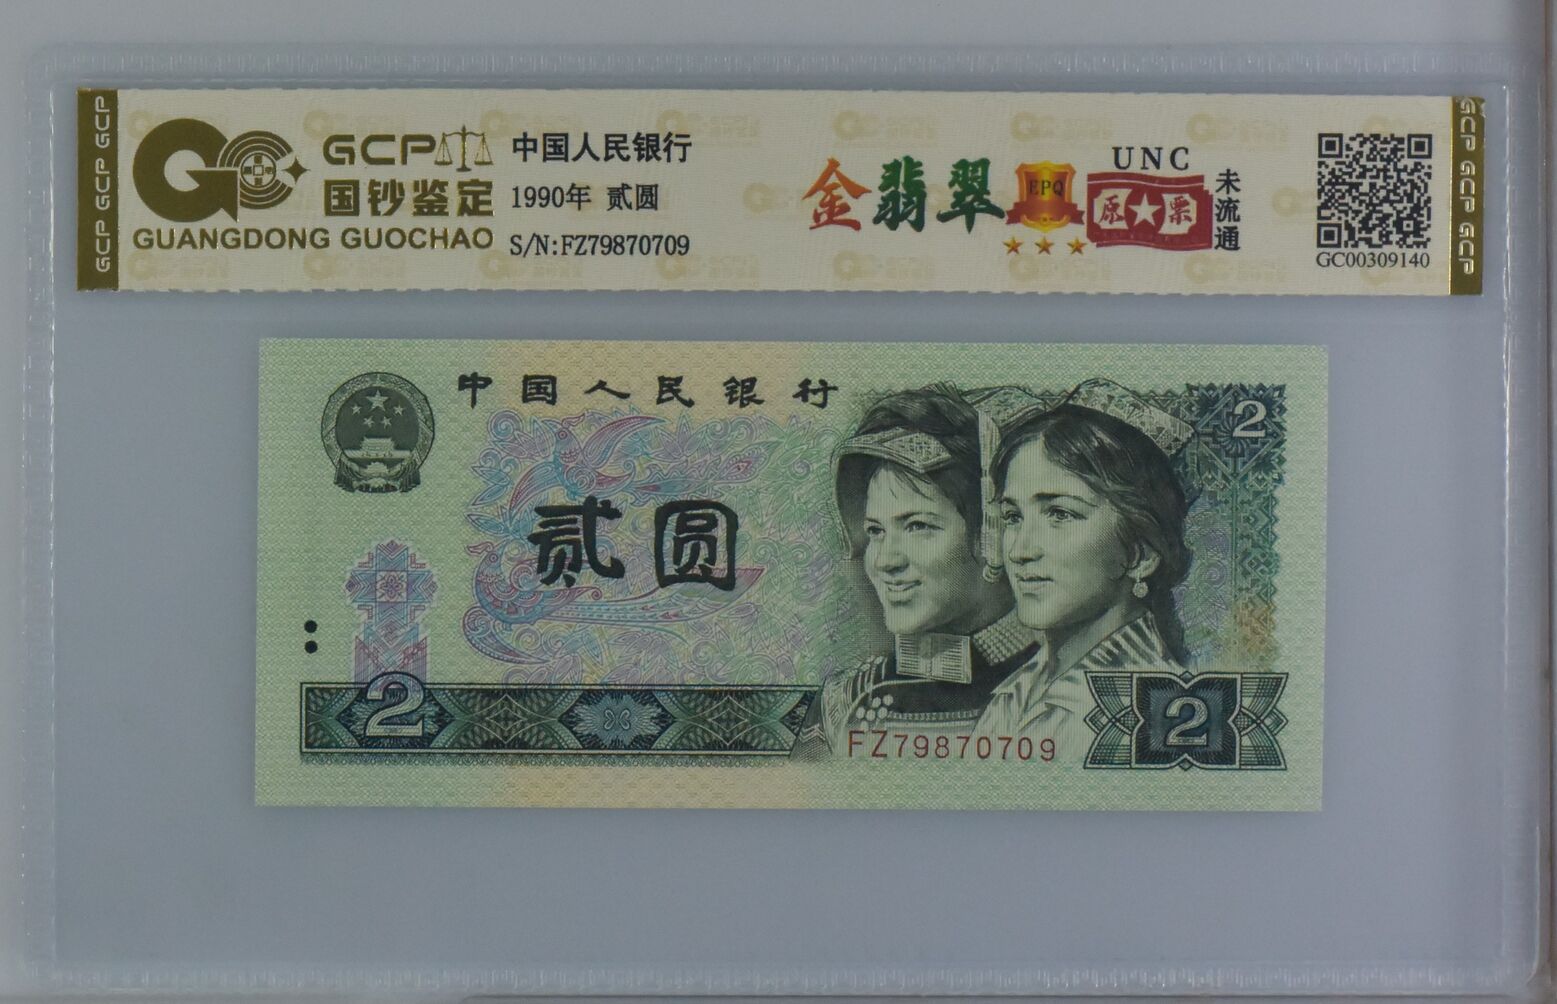 GCP GCP GCP
GCP
国钞鉴定
GUANGDONG GUOCHAO
中国人民银行
1990年 贰圆
S/N:FZ79870709
金翡翠
EPQ
UNC
原★票
未流通
GC00309140
GCP GCP GCP
中国人民银行
2
贰圆
2
2
FZ79870709